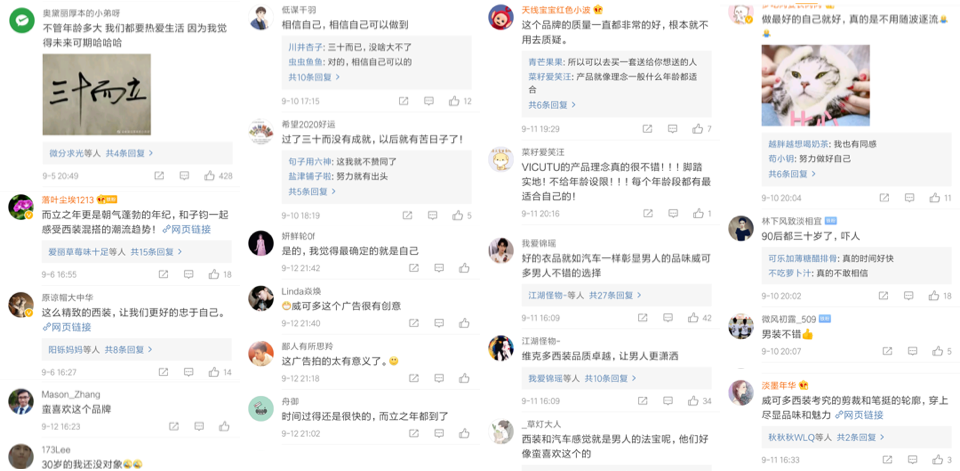 奥黛丽厚本的小弟呀
不管年龄多大 我们都要热爱生活 因为我觉
得未来可期哈哈哈
三十而立
微分求光等人 共4条回复 >
9-5 20:49
428
落叶尘埃1213
而立之年更是朝气蓬勃的年纪，和子钧一起
感受西装混搭的潮流趋势！网页链接
爱丽草莓味十足等人 共15条回复 >
9-6 16:55
18
原谅帽大中华
这么精致的西装，让我们更好的忠于自己。
网页链接
阳铄妈妈等人 共8条回复 >
9-6 16:27
14
Mason_Zhang
蛮喜欢这个品牌
9-12 16:23
173Lee
30岁的我还没对象
低谋干羽
相信自己，相信自己可以做到
川井杏子: 三十而已，没啥大不了
虫虫鱼鱼: 对的，相信自己可以的
共10条回复 >
9-10 17:15
12
希望2020好运
过了三十而没有成就，以后就有苦日子了！
句子用六神: 这我就不赞同了
盐津铺子啦: 努力就有出头
共5条回复 >
9-10 18:19
5
妍鲜轮0f
是的，我觉得最确定的就是自己
9-12 21:42
Linda焱焕
威可多这个广告很有创意
9-12 21:40
鄙人有所思羚
这广告拍的太有意义了。
9-12 21:18
舟御
时间过得还是很快的，而立之年都到了
9-12 21:02
天线宝宝红色小波
这个品牌的质量一直都非常的好，根本就不
用去质疑。
青芒果果: 所以可以去买一套送给你想送的人
菜籽爱笑汪: 产品就像理念一般什么年龄都适
合
共6条回复 >
9-11 19:29
7
菜籽爱笑汪
VICUTU的产品理念真的很不错！！！脚踏
实地！不给年龄设限！！！每个年龄段都有最
适合自己的！
9-11 20:16
1
我爱锦瑶
好的衣品就如汽车一样彰显男人的品味威可
多男人不错的选择
江湖怪物~等人 共27条回复 >
9-11 16:09
42
江湖怪物~
维克多西装品质卓越，让男人更潇洒
我爱锦瑶等人 共10条回复 >
9-11 16:09
34
_草灯大人
西装和汽车感觉就是男人的法宝呢，他们好
像蛮喜欢这个的
做最好的自己就好，真的是不用随波逐流
越胖越想喝奶茶: 我也有同感
苟小钥: 努力做好自己
共6条回复 >
9-10 20:04
11
林下风致淡相宜
90后都三十岁了，吓人
可乐加薄糖醋排骨: 真的时间好快
不吃萝卜汁: 真的不敢相信
9-10 20:02
18
微风初露_509
男装不错
9-10 20:07
5
淡墨年华
威可多西装考究的剪裁和笔挺的轮廓，穿上
尽显品味和魅力 网页链接
秋秋秋WLQ等人 共2条回复 >
9-11 16:33
3